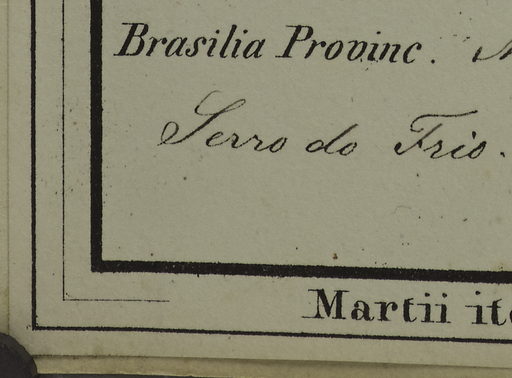 Brasilia Provinc.
Serro do Frio.
Martii